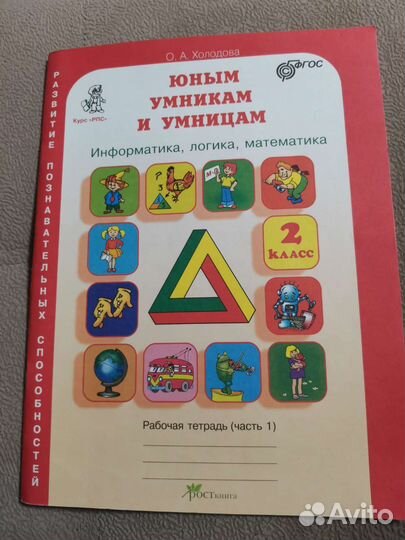 О. А. Холодова
ЮНЫМ
УМНИКАМ
И УМНИЦАМ
ФГОС
Курс «РПС»
Информатика, логика, математика
2
КЛАСС
Рабочая тетрадь (часть 1)
РОСТкнига
РАЗВИТИЕ ПОЗНАВАТЕЛЬНЫХ СПОСОБНОСТЕЙ
Avito